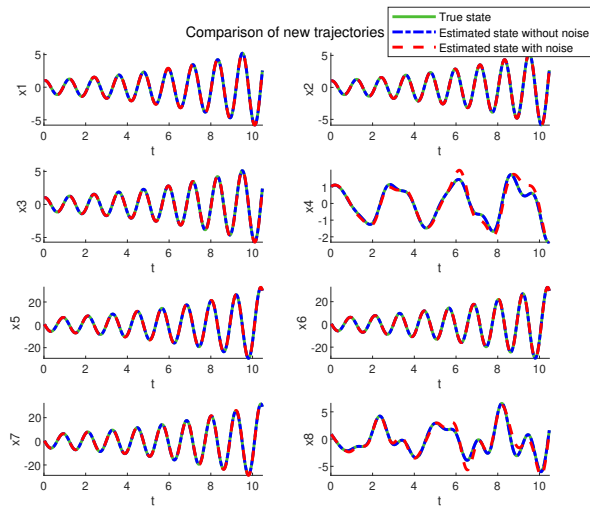 Comparison of new trajectories
True state
Estimated state without noise
Estimated state with noise
x1
5
0
-5
0 2 4 6 8 10
t
x2
5
0
-5
0 2 4 6 8 10
t
x3
5
0
-5
0 2 4 6 8 10
t
x4
1
0
-1
-2
0 2 4 6 8 10
t
x5
20
0
-20
0 2 4 6 8 10
t
x6
20
0
-20
0 2 4 6 8 10
t
x7
20
0
-20
0 2 4 6 8 10
t
x8
5
0
-5
0 2 4 6 8 10
t